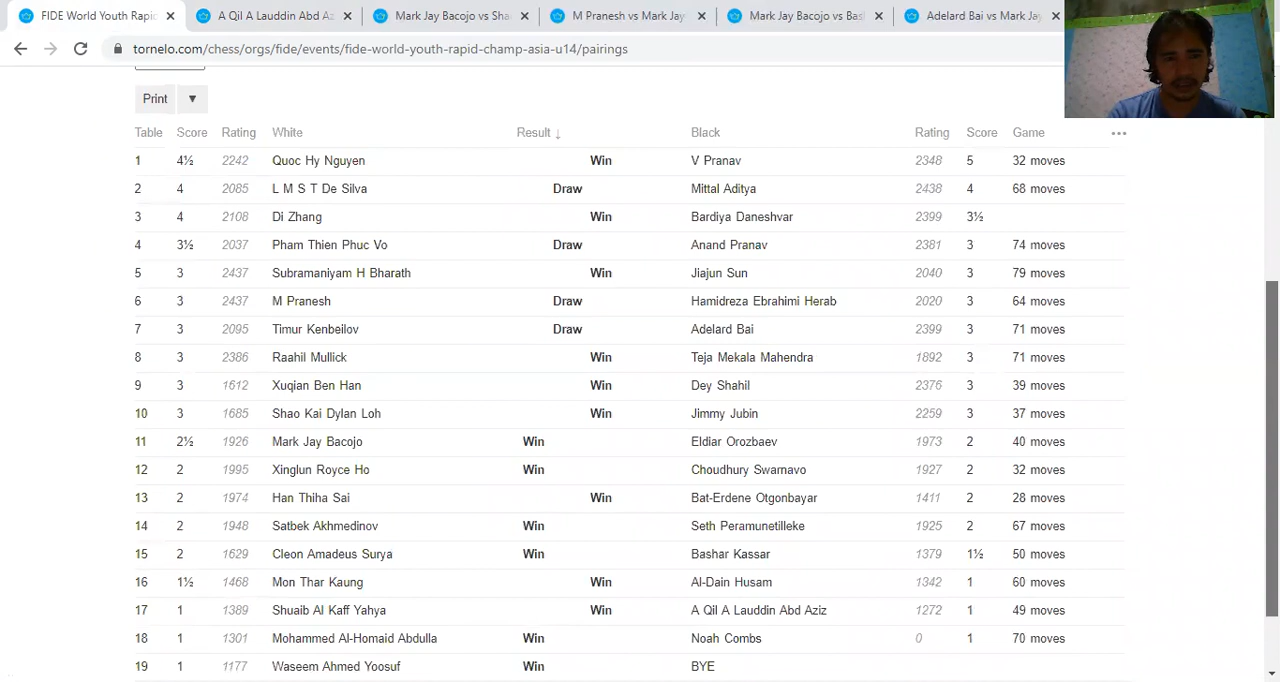 FIDE World Youth Rapid
A Qil A Lauddin Abd Az
Mark Jay Bacojo vs Sha
M Pranesh vs Mark Jay
Mark Jay Bacojo vs Bas
Adelard Bai vs Mark Jay
tornelo.com/chess/orgs/fide/events/fide-world-youth-rapid-champ-asia-u14/pairings
Print
Table Score Rating White Result ↓ Black Rating Score Game
1 4½ 2242 Quoc Hy Nguyen Win V Pranav 2348 5 32 moves
2 4 2085 L M S T De Silva Draw Mittal Aditya 2438 4 68 moves
3 4 2108 Di Zhang Win Bardiya Daneshvar 2399 3½
4 3½ 2037 Pham Thien Phuc Vo Draw Anand Pranav 2381 3 74 moves
5 3 2437 Subramaniyam H Bharath Win Jiajun Sun 2040 3 79 moves
6 3 2437 M Pranesh Draw Hamidreza Ebrahimi Herab 2020 3 64 moves
7 3 2095 Timur Kenbeilov Draw Adelard Bai 2399 3 71 moves
8 3 2386 Raahil Mullick Win Teja Mekala Mahendra 1892 3 71 moves
9 3 1612 Xuqian Ben Han Win Dey Shahil 2376 3 39 moves
10 3 1685 Shao Kai Dylan Loh Win Jimmy Jubin 2259 3 37 moves
11 2½ 1926 Mark Jay Bacojo Win Eldiar Orozbaev 1973 2 40 moves
12 2 1995 Xinglun Royce Ho Win Choudhury Swarnavo 1927 2 32 moves
13 2 1974 Han Thiha Sai Win Bat-Erdene Otgonbayar 1411 2 28 moves
14 2 1948 Satbek Akhmedinov Win Seth Peramunetilleke 1925 2 67 moves
15 2 1629 Cleon Amadeus Surya Win Bashar Kassar 1379 1½ 50 moves
16 1½ 1468 Mon Thar Kaung Win Al-Dain Husam 1342 1 60 moves
17 1 1389 Shuaib Al Kaff Yahya Win A Qil A Lauddin Abd Aziz 1272 1 49 moves
18 1 1301 Mohammed Al-Homaid Abdulla Win Noah Combs 0 1 70 moves
19 1 1177 Waseem Ahmed Yoosuf Win BYE